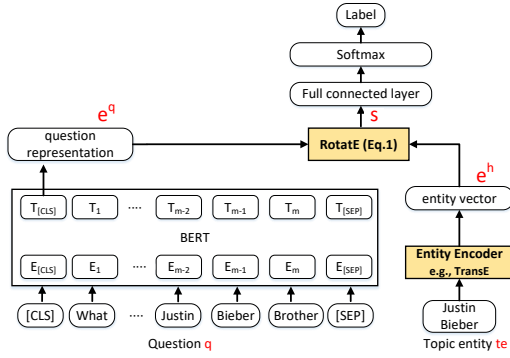 Label
Softmax
Full connected layer
e^q
s
question
representation
RotatE (Eq.1)
e^h
entity vector
T[CLS] T1 .... Tm-2 Tm-1 Tm T[SEP]
BERT
E[CLS] E1 .... Em-2 Em-1 Em E[SEP]
Entity Encoder
e.g., TransE
[CLS] What .... Justin Bieber Brother [SEP]
Justin
Bieber
Question q
Topic entity te